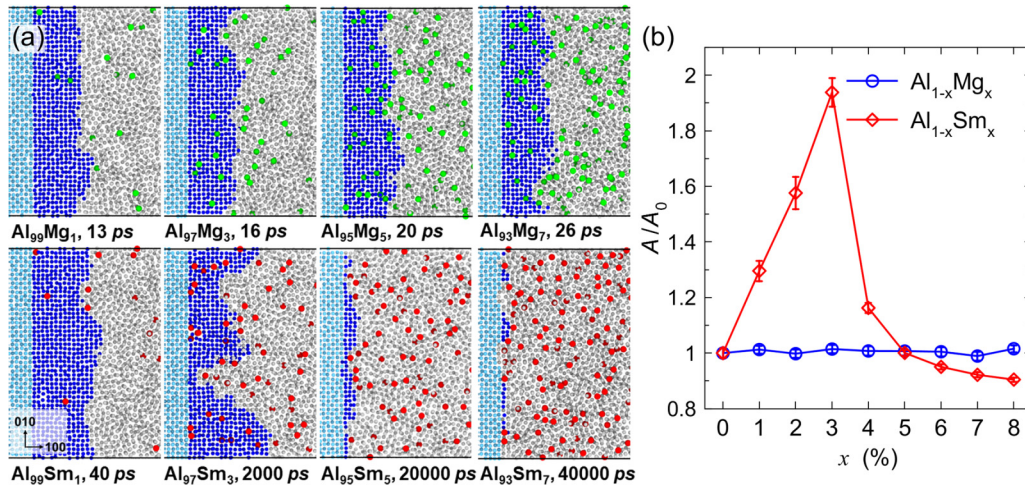 (a)
Al₉₉Mg₁, 13 ps
Al₉₇Mg₃, 16 ps
Al₉₅Mg₅, 20 ps
Al₉₃Mg₇, 26 ps
010
100
Al₉₉Sm₁, 40 ps
Al₉₇Sm₃, 2000 ps
Al₉₅Sm₅, 20000 ps
Al₉₃Sm₇, 40000 ps
(b)
Al₁₋ₓMgₓ
Al₁₋ₓSmₓ
A/A₀
2
1.8
1.6
1.4
1.2
1
0.8
0 1 2 3 4 5 6 7 8
x (%)